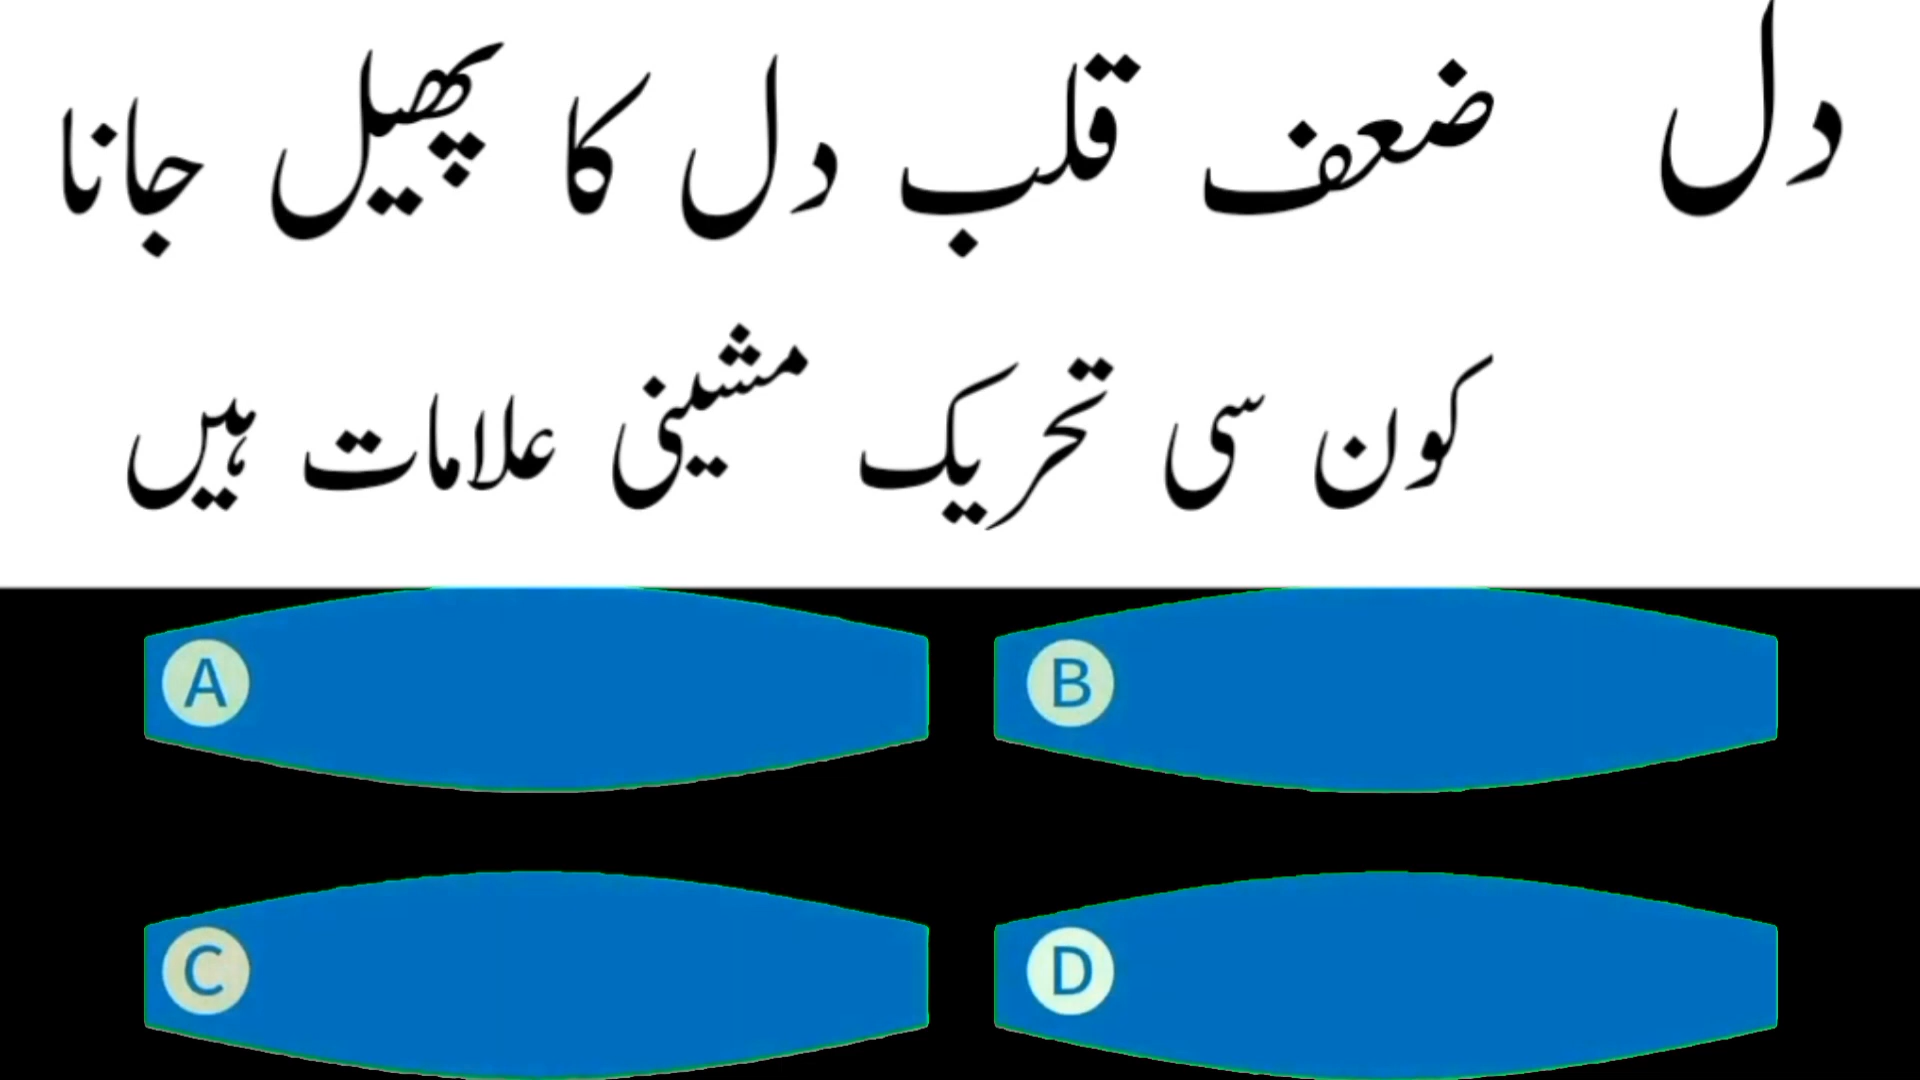 دل ضعف قلب دل کا پھیل جانا
کون سی تحریک مشینی علامات ہیں
A
B
C
D